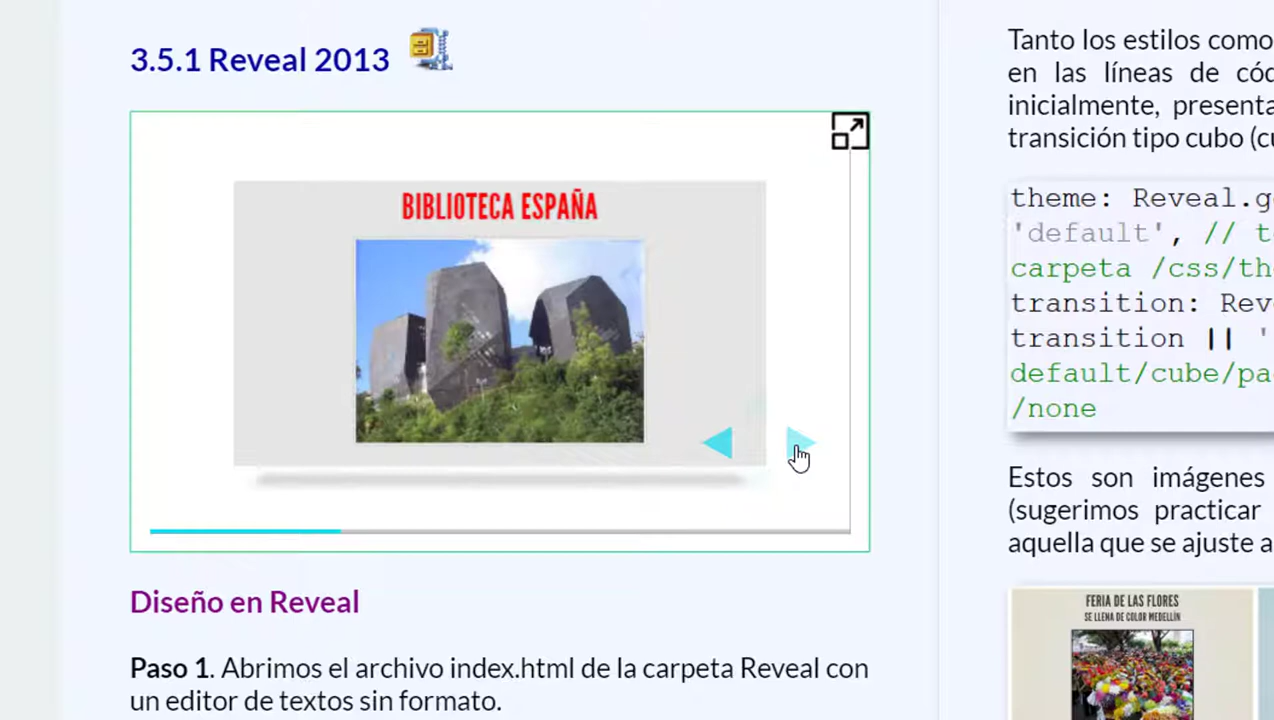 3.5.1 Reveal 2013
BIBLIOTECA ESPAÑA
Diseño en Reveal
Paso 1. Abrimos el archivo index.html de la carpeta Reveal con
un editor de textos sin formato.
Tanto los estilos como
en las líneas de cód
inicialmente, presenta
transición tipo cubo (cu
theme: Reveal.g
'default', // t
carpeta /css/th
transition: Rev
transition || '
default/cube/pa
/none
Estos son imágenes
(sugerimos practicar
aquella que se ajuste a
FERIA DE LAS FLORES
SE LLENA DE COLOR MEDELLÍN